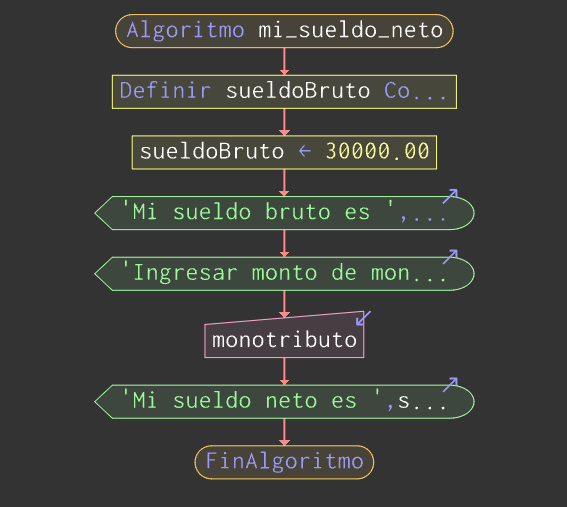 Algoritmo mi_sueldo_neto
Definir sueldoBruto Co...
sueldoBruto ← 30000.00
'Mi sueldo bruto es ',...
'Ingresar monto de mon...
monotributo
'Mi sueldo neto es ',s...
FinAlgoritmo